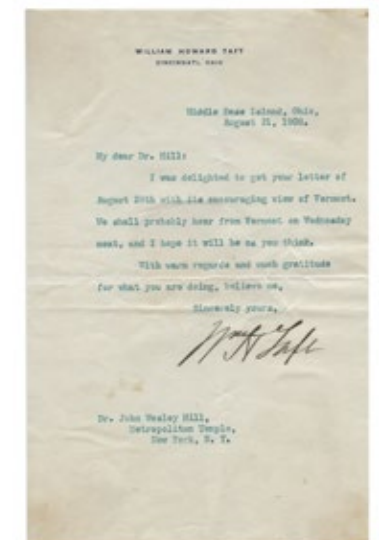 WILLIAM HOWARD TAFT
CINCINNATI, OHIO
Middle Bass Island, Ohio,
August 31, 1908.
My dear Dr. Hill:
I was delighted to get your letter of
August 29th with its encouraging view of Vermont.
We shall probably hear from Vermont on Wednesday
next, and I hope it will be as you think.
With warm regards and much gratitude
for what you are doing, believe me,
Sincerely yours,
Wm H Taft
Dr. John Wesley Hill,
Metropolitan Temple,
New York, N. Y.